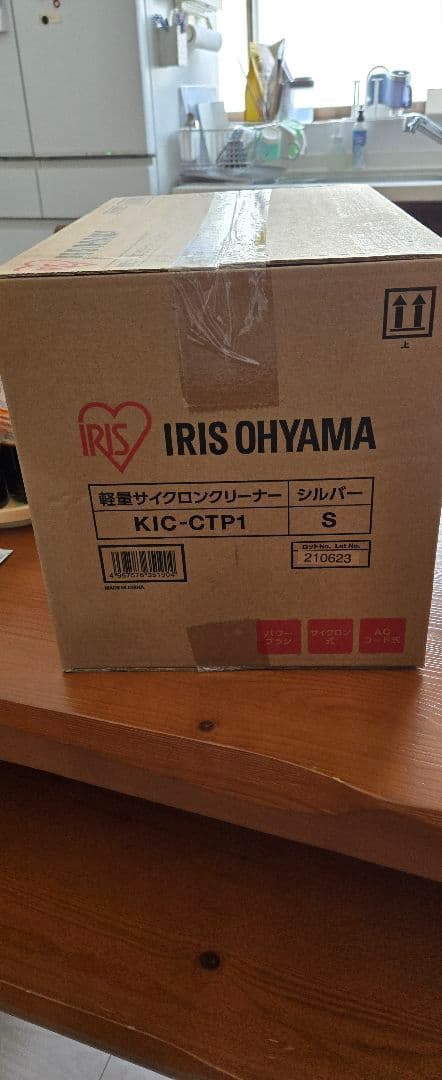 IRIS
IRIS OHYAMA
軽量サイクロンクリーナー シルバー
KIC-CTP1 S
ロットNo. Lot No.
210623
MADE IN CHINA
上
パワーブラシ
サイクロン式
ACコード式